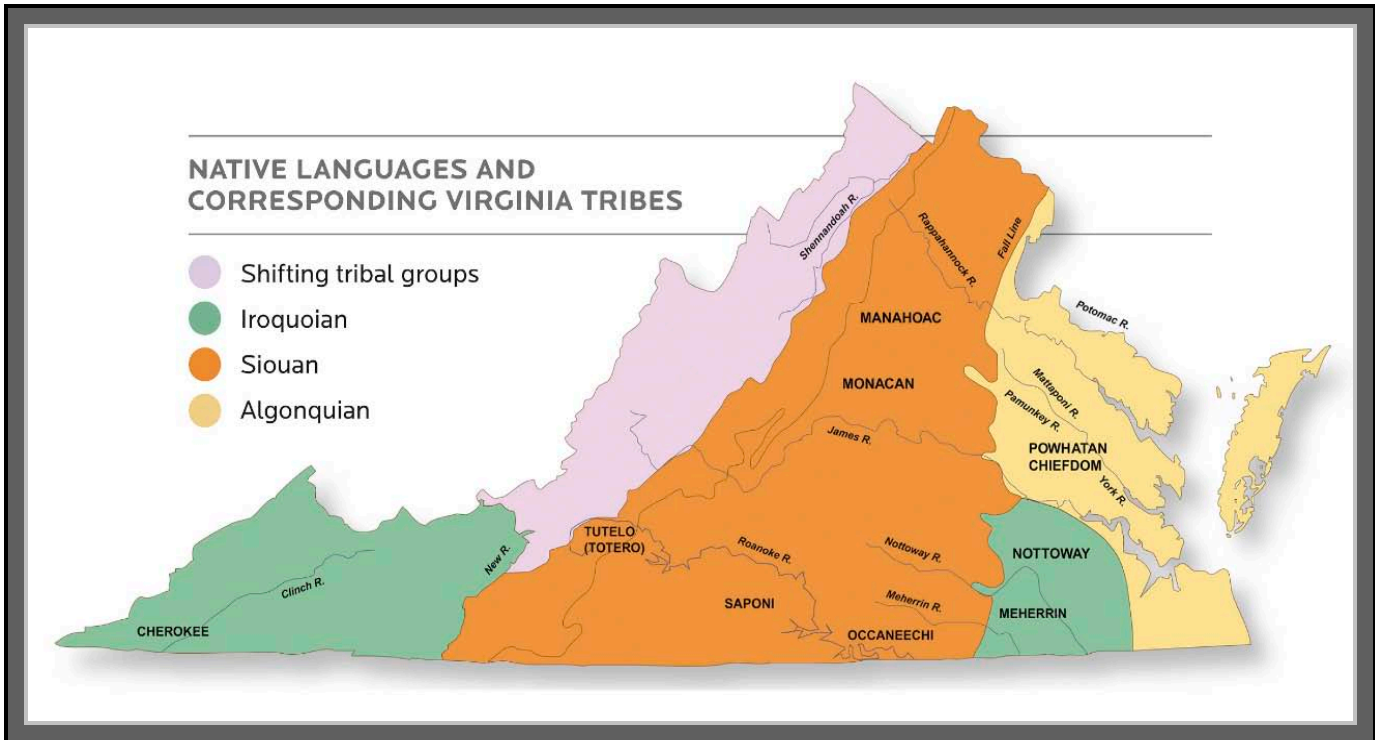 NATIVE LANGUAGES AND
CORRESPONDING VIRGINIA TRIBES
Shifting tribal groups
Iroquoian
Siouan
Algonquian
Shennandoah R.
Rappahannock R.
Fall Line
Potomac R.
MANAHOAC
MONACAN
Mattaponi R.
Pamunkey R.
James R.
POWHATAN
CHIEFDOM
York R.
TUTELO
(TOTERO)
Roanoke R.
Nottoway R.
NOTTOWAY
New R.
Clinch R.
SAPONI
Meherrin R.
MEHERRIN
CHEROKEE
OCCANEECHI